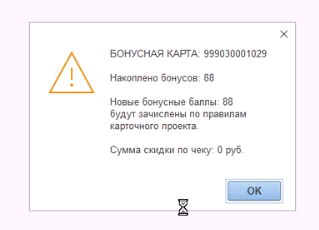 БОНУСНАЯ КАРТА: 999030001029
Накоплено бонусов: 88
Новые бонусные баллы: 88
будут зачислены по правилам
карточного проекта.
Сумма скидки по чеку: 0 руб.
OK